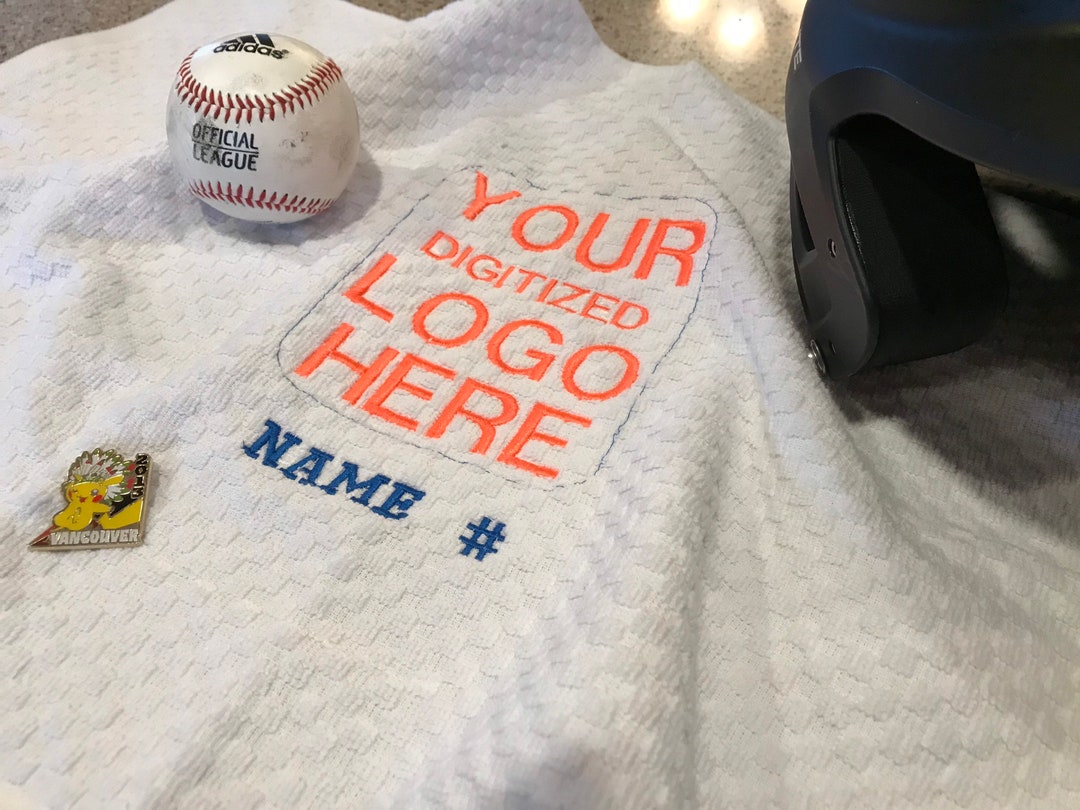 adidas
OFFICIAL
LEAGUE
YOUR
DIGITIZED
LOGO
HERE
NAME #
VANCOUVER